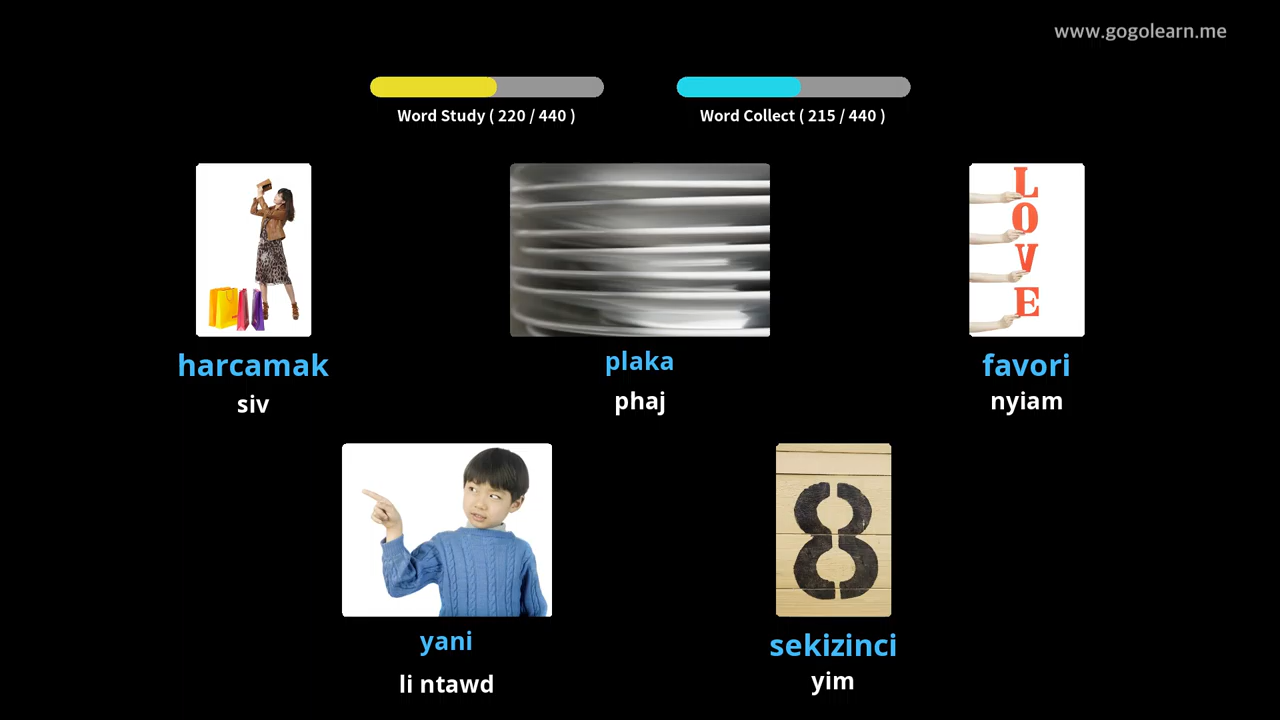 www.gogolearn.me
Word Study ( 220 / 440 )
Word Collect ( 215 / 440 )
L
O
V
E
harcamak
siv
plaka
phaj
favori
nyiam
8
yani
li ntawd
sekizinci
yim